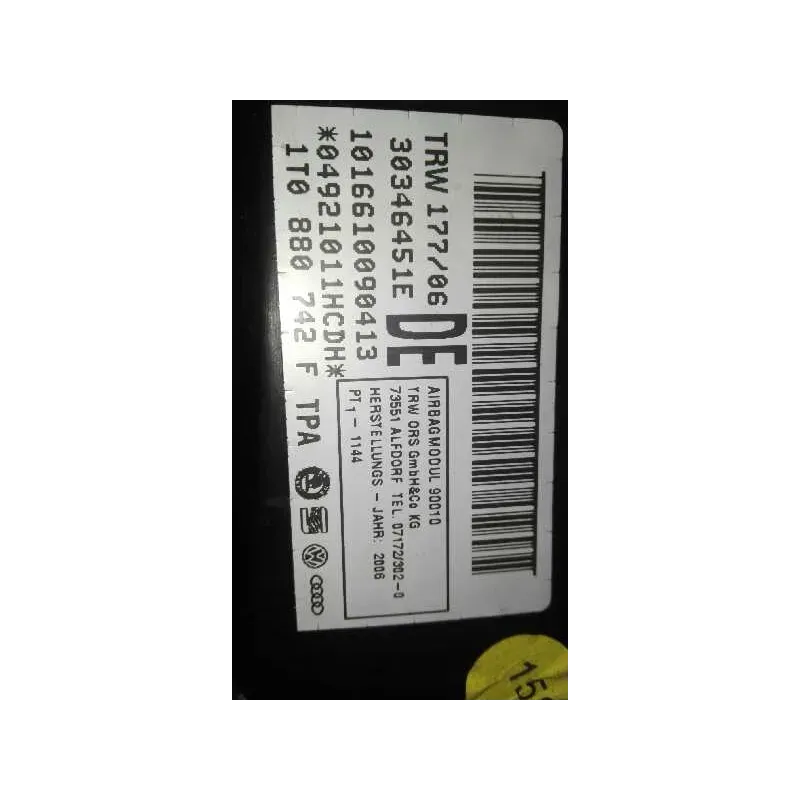 TRW 177/06
30346451E
101661009O413
*04921011HCDH*
1T0 880 742 F TPA
DE
AIRBAGMODUL 90010
TRW ORS GmbH&Co KG
73551 ALFDORF TEL. 07172/302-0
HERSTELLUNGS - JAHR: 2006
PT1 - 1144